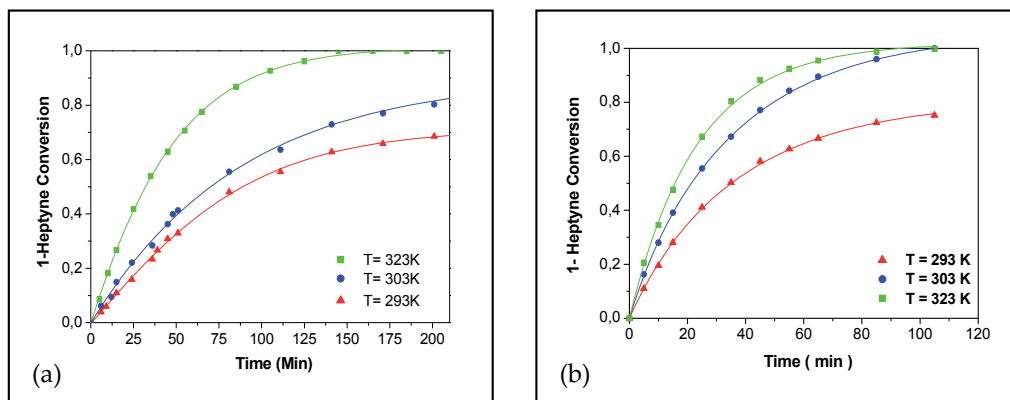 1-Heptyne Conversion
1,0
0,8
0,6
0,4
0,2
0,0
0 25 50 75 100 125 150 175 200
Time (Min)
T= 323K
T= 303K
T= 293K
(a)
1- Heptyne Conversion
1,0
0,8
0,6
0,4
0,2
0,0
0 20 40 60 80 100 120
Time ( min )
T = 293 K
T = 303 K
T = 323 K
(b)